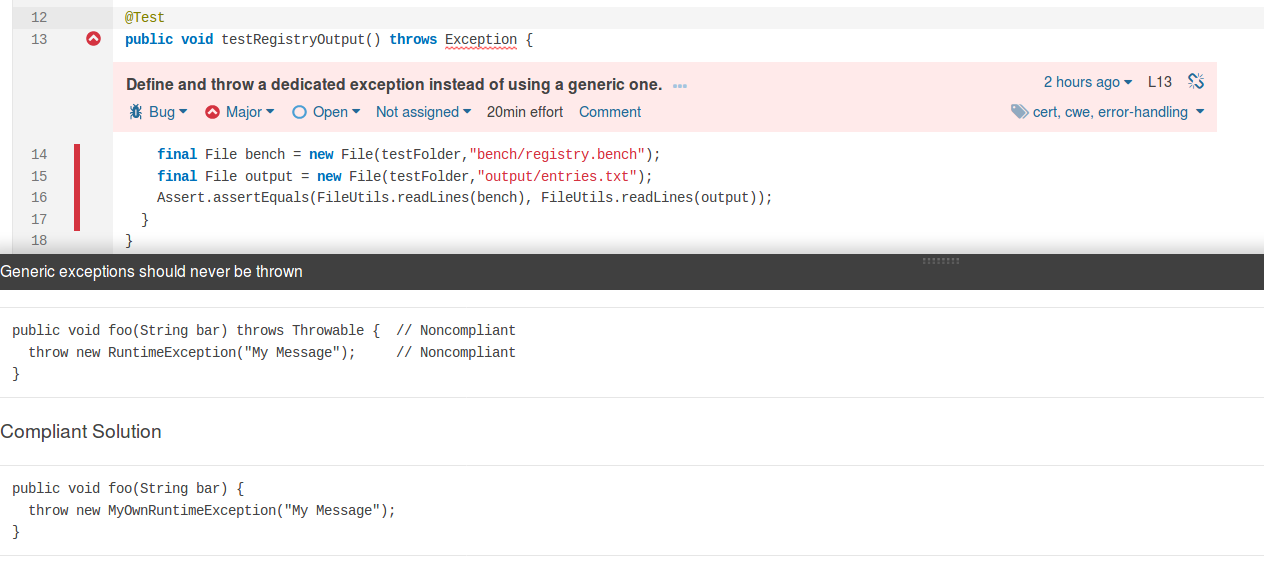 12 @Test
13 public void testRegistryOutput() throws Exception {
Define and throw a dedicated exception instead of using a generic one. ••• 2 hours ago L13
Bug Major Open Not assigned 20min effort Comment cert, cwe, error-handling
14 final File bench = new File(testFolder,"bench/registry.bench");
15 final File output = new File(testFolder,"output/entries.txt");
16 Assert.assertEquals(FileUtils.readLines(bench), FileUtils.readLines(output));
17 }
18 }
Generic exceptions should never be thrown
public void foo(String bar) throws Throwable { // Noncompliant
throw new RuntimeException("My Message"); // Noncompliant
}
Compliant Solution
public void foo(String bar) {
throw new MyOwnRuntimeException("My Message");
}